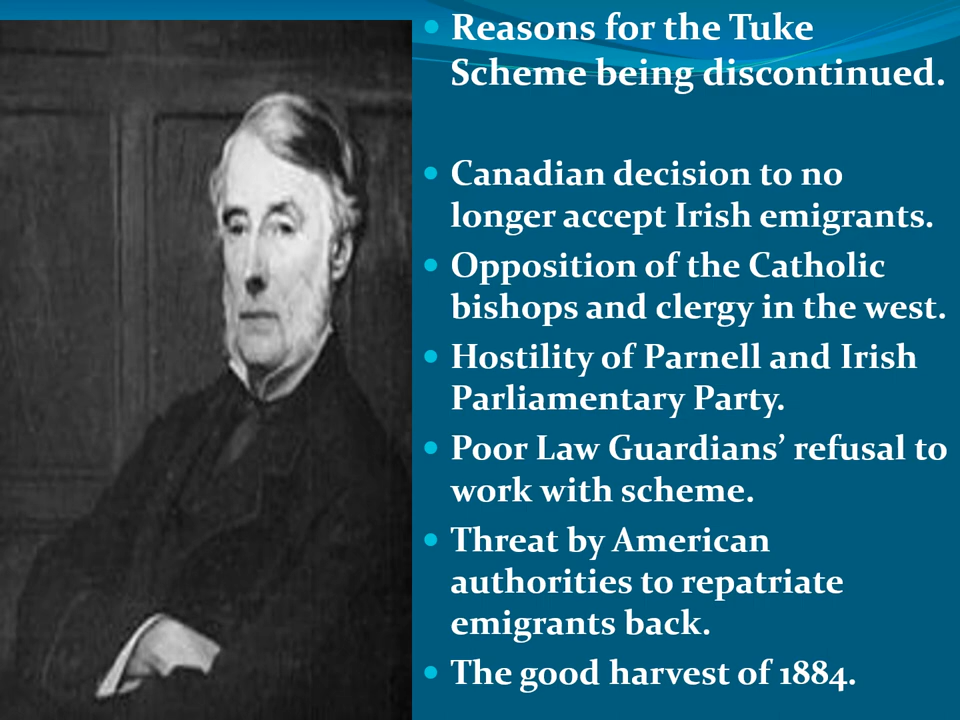 Reasons for the Tuke
Scheme being discontinued.
Canadian decision to no
longer accept Irish emigrants.
Opposition of the Catholic
bishops and clergy in the west.
Hostility of Parnell and Irish
Parliamentary Party.
Poor Law Guardians’ refusal to
work with scheme.
Threat by American
authorities to repatriate
emigrants back.
The good harvest of 1884.